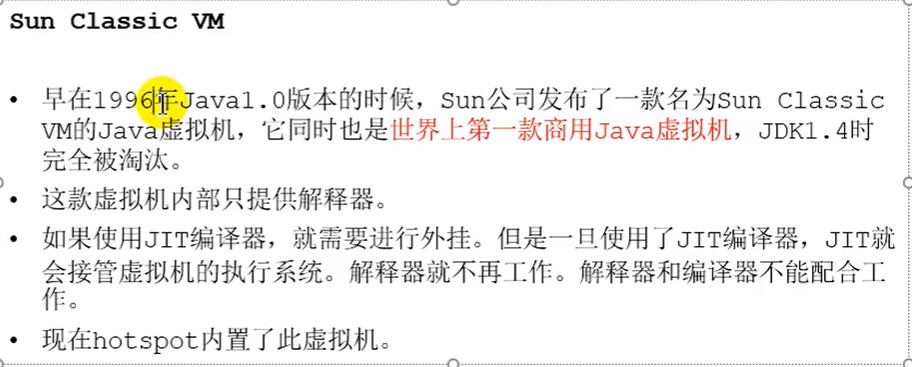 Sun Classic VM
• 早在1996年Java1.0版本的时候，Sun公司发布了一款名为Sun Classic
VM的Java虚拟机，它同时也是世界上第一款商用Java虚拟机，JDK1.4时
完全被淘汰。
• 这款虚拟机内部只提供解释器。
• 如果使用JIT编译器，就需要进行外挂。但是一旦使用了JIT编译器，JIT就
会接管虚拟机的执行系统。解释器就不再工作。解释器和编译器不能配合工
作。
• 现在hotspot内置了此虚拟机。